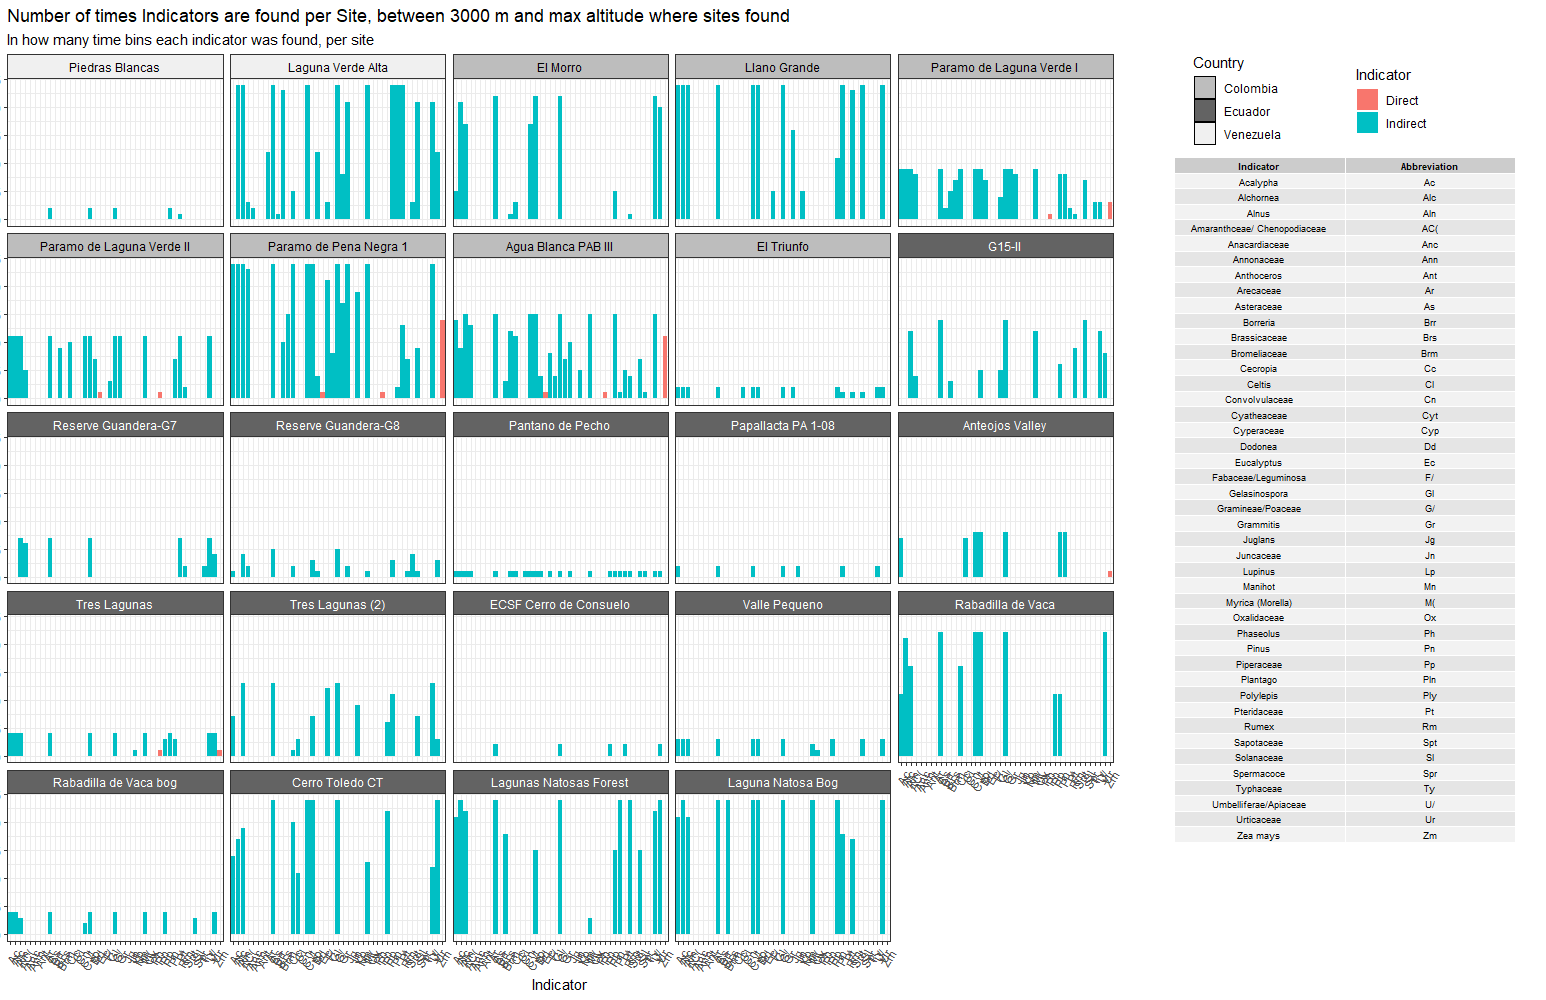 Number of times Indicators are found per Site, between 3000 m and max altitude where sites found
In how many time bins each indicator was found, per site
Piedras Blancas
Laguna Verde Alta
El Morro
Llano Grande
Paramo de Laguna Verde I
Paramo de Laguna Verde II
Paramo de Pena Negra 1
Agua Blanca PAB III
El Triunfo
G15-II
Reserve Guandera-G7
Reserve Guandera-G8
Pantano de Pecho
Papallacta PA 1-08
Anteojos Valley
Tres Lagunas
Tres Lagunas (2)
ECSF Cerro de Consuelo
Valle Pequeno
Rabadilla de Vaca
Rabadilla de Vaca bog
Cerro Toledo CT
Lagunas Natosas Forest
Laguna Natosa Bog
Indicator
Country
Colombia
Ecuador
Venezuela
Indicator
Direct
Indirect
Indicator Abbreviation
Acalypha Ac
Alchornea Alc
Alnus Aln
Amaranthceae/ Chenopodiaceae AC(
Anacardiaceae Anc
Annonaceae Ann
Anthoceros Ant
Arecaceae Ar
Asteraceae As
Borreria Brr
Brassicaceae Brs
Bromeliaceae Brm
Cecropia Cc
Celtis Cl
Convolvulaceae Cn
Cyatheaceae Cyt
Cyperaceae Cyp
Dodonea Dd
Eucalyptus Ec
Fabaceae/Leguminosa F/
Gelasinospora Gl
Gramineae/Poaceae G/
Grammitis Gr
Juglans Jg
Juncaceae Jn
Lupinus Lp
Manihot Mn
Myrica (Morella) M(
Oxalidaceae Ox
Phaseolus Ph
Pinus Pn
Piperaceae Pp
Plantago Pln
Polylepis Ply
Pteridaceae Pt
Rumex Rm
Sapotaceae Spt
Solanaceae Sl
Spermacoce Spr
Typhaceae Ty
Umbelliferae/Apiaceae U/
Urticaceae Ur
Zea mays Zm